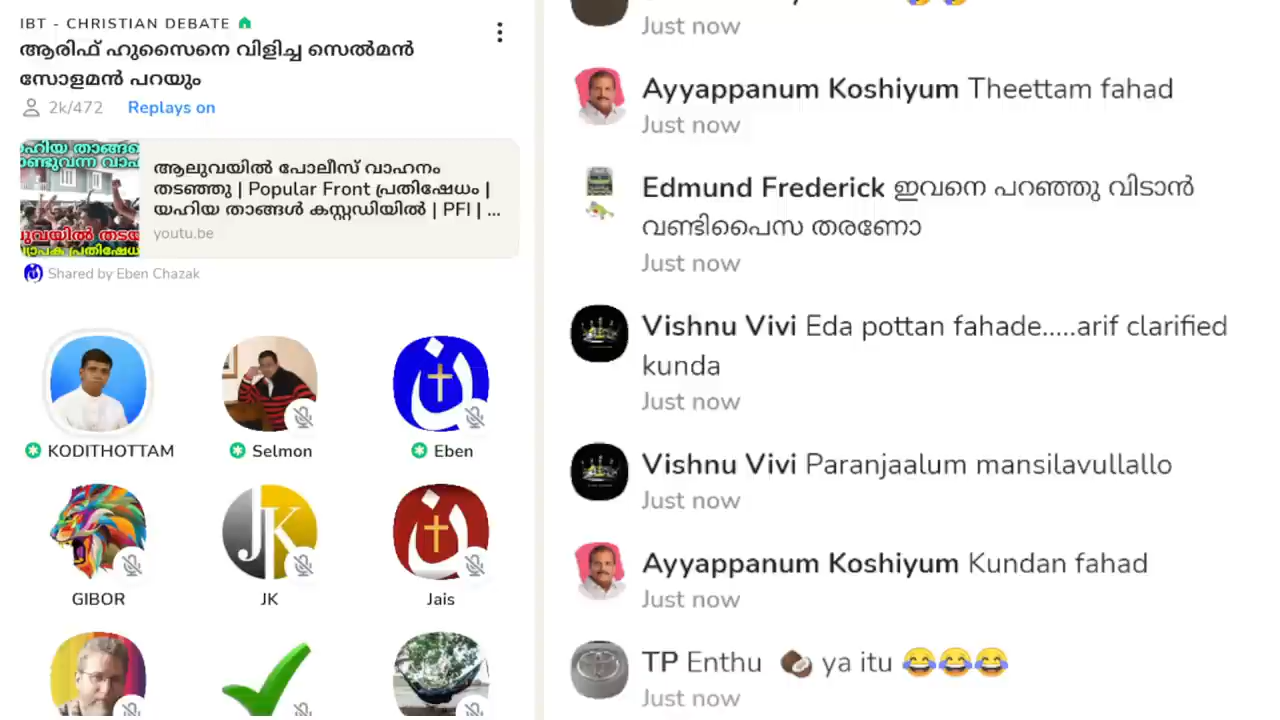 IBT - CHRISTIAN DEBATE
ആരിഫ് ഹുസൈനെ വിളിച്ച സെൽമൻ
സോളമൻ പറയും
2k/472 Replays on
ആലുവയിൽ പോലീസ് വാഹനം
തടഞ്ഞു | Popular Front പ്രതിഷേധം |
യഹിയ താങ്ങൾ കസ്റ്റഡിയിൽ | PFI | ...
youtu.be
Shared by Eben Chazak
KODITHOTTAM
Selmon
Eben
GIBOR
JK
JK
Jais
Just now
Ayyappanum Koshiyum Theettam fahad
Just now
Edmund Frederick ഇവനെ പറഞ്ഞു വിടാൻ
വണ്ടിപൈസ തരണോ
Just now
Vishnu Vivi Eda pottan fahade.....arif clarified
kunda
Just now
Vishnu Vivi Paranjaalum mansilavullallo
Just now
Ayyappanum Koshiyum Kundan fahad
Just now
TP Enthu 🥥 ya itu 😂😂😂
Just now